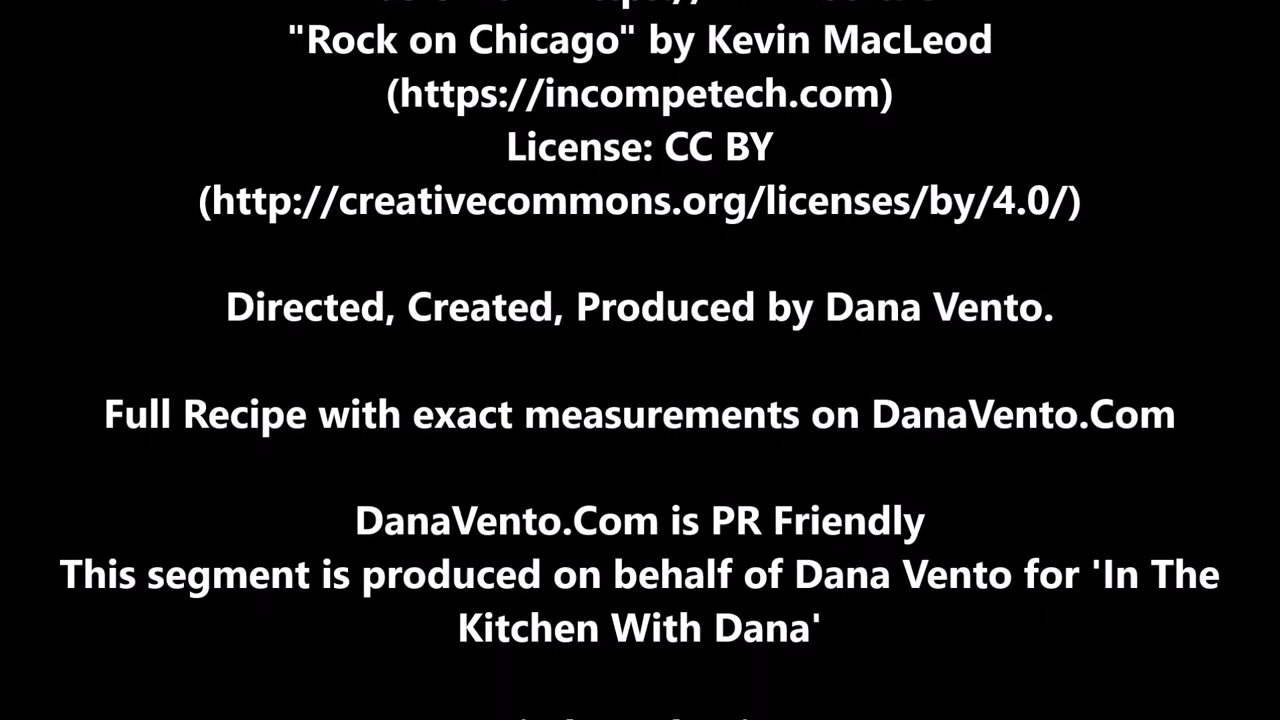 "Rock on Chicago" by Kevin MacLeod
(https://incompetech.com)
License: CC BY
(http://creativecommons.org/licenses/by/4.0/)
Directed, Created, Produced by Dana Vento.
Full Recipe with exact measurements on DanaVento.Com
DanaVento.Com is PR Friendly
This segment is produced on behalf of Dana Vento for 'In The
Kitchen With Dana'